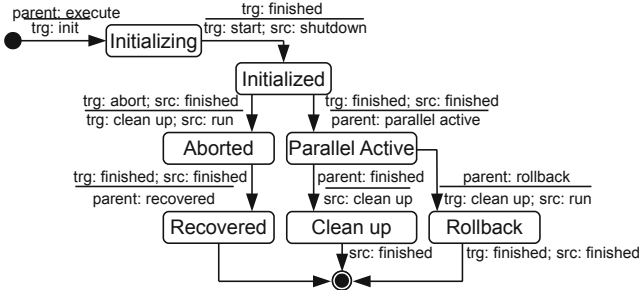 parent: execute
trg: init
Initializing
trg: finished
trg: start; src: shutdown
Initialized
trg: abort; src: finished
trg: clean up; src: run
trg: finished; src: finished
parent: parallel active
Aborted
Parallel Active
trg: finished; src: finished
parent: recovered
parent: finished
src: clean up
parent: rollback
trg: clean up; src: run
Recovered
Clean up
Rollback
src: finished
trg: finished; src: finished